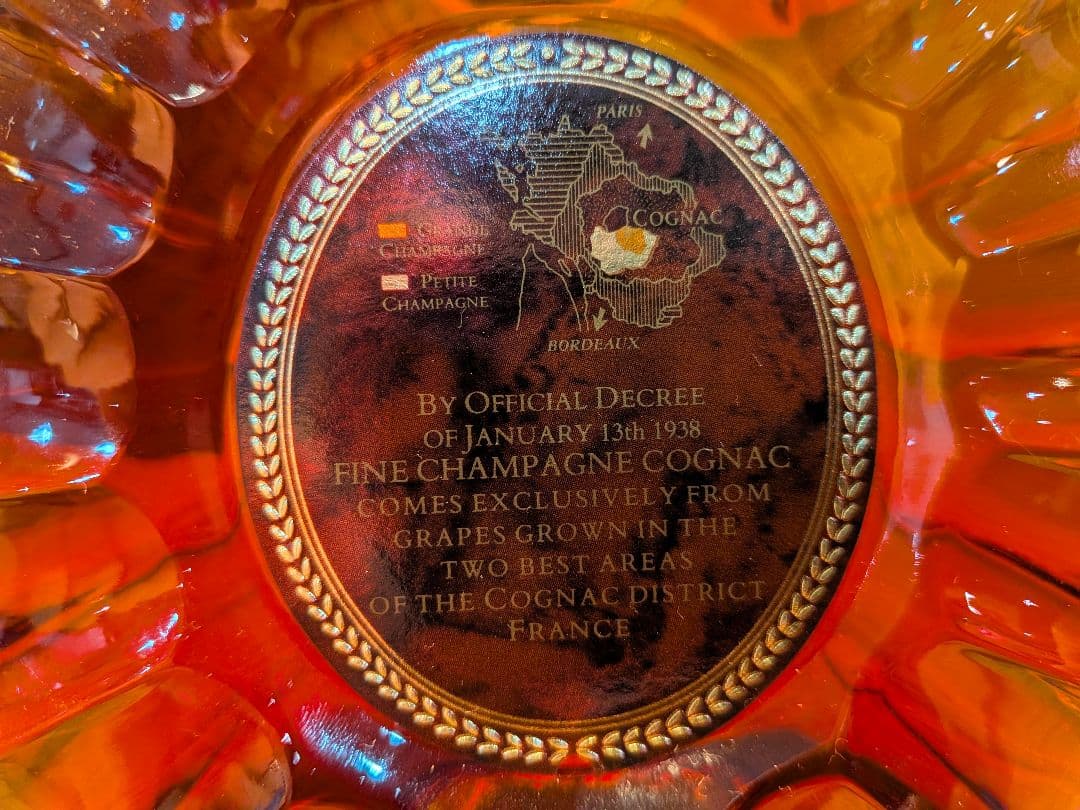 PARIS
COGNAC
GRANDE
CHAMPAGNE
PETITE
CHAMPAGNE
BORDEAUX
BY OFFICIAL DECREE
OF JANUARY 13th 1938
FINE CHAMPAGNE COGNAC
COMES EXCLUSIVELY FROM
GRAPES GROWN IN THE
TWO BEST AREAS
OF THE COGNAC DISTRICT
FRANCE